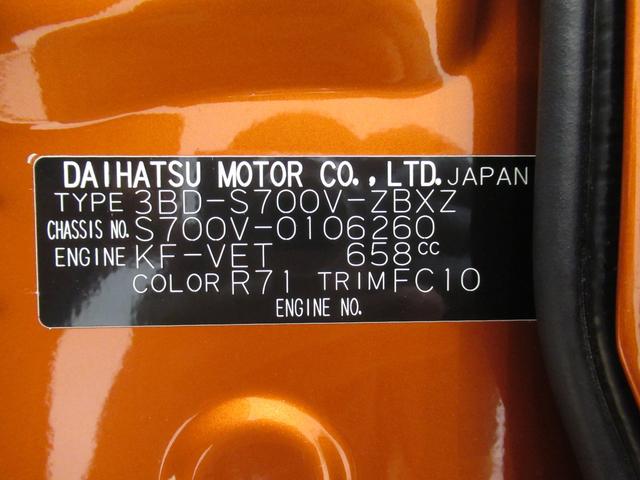 DAIHATSU MOTOR CO., LTD. JAPAN
TYPE 3BD-S700V-ZBXZ
CHASSIS NO. S700V-0106260
ENGINE KF-VET 658cc
COLOR R71 TRIM FC10
ENGINE NO.